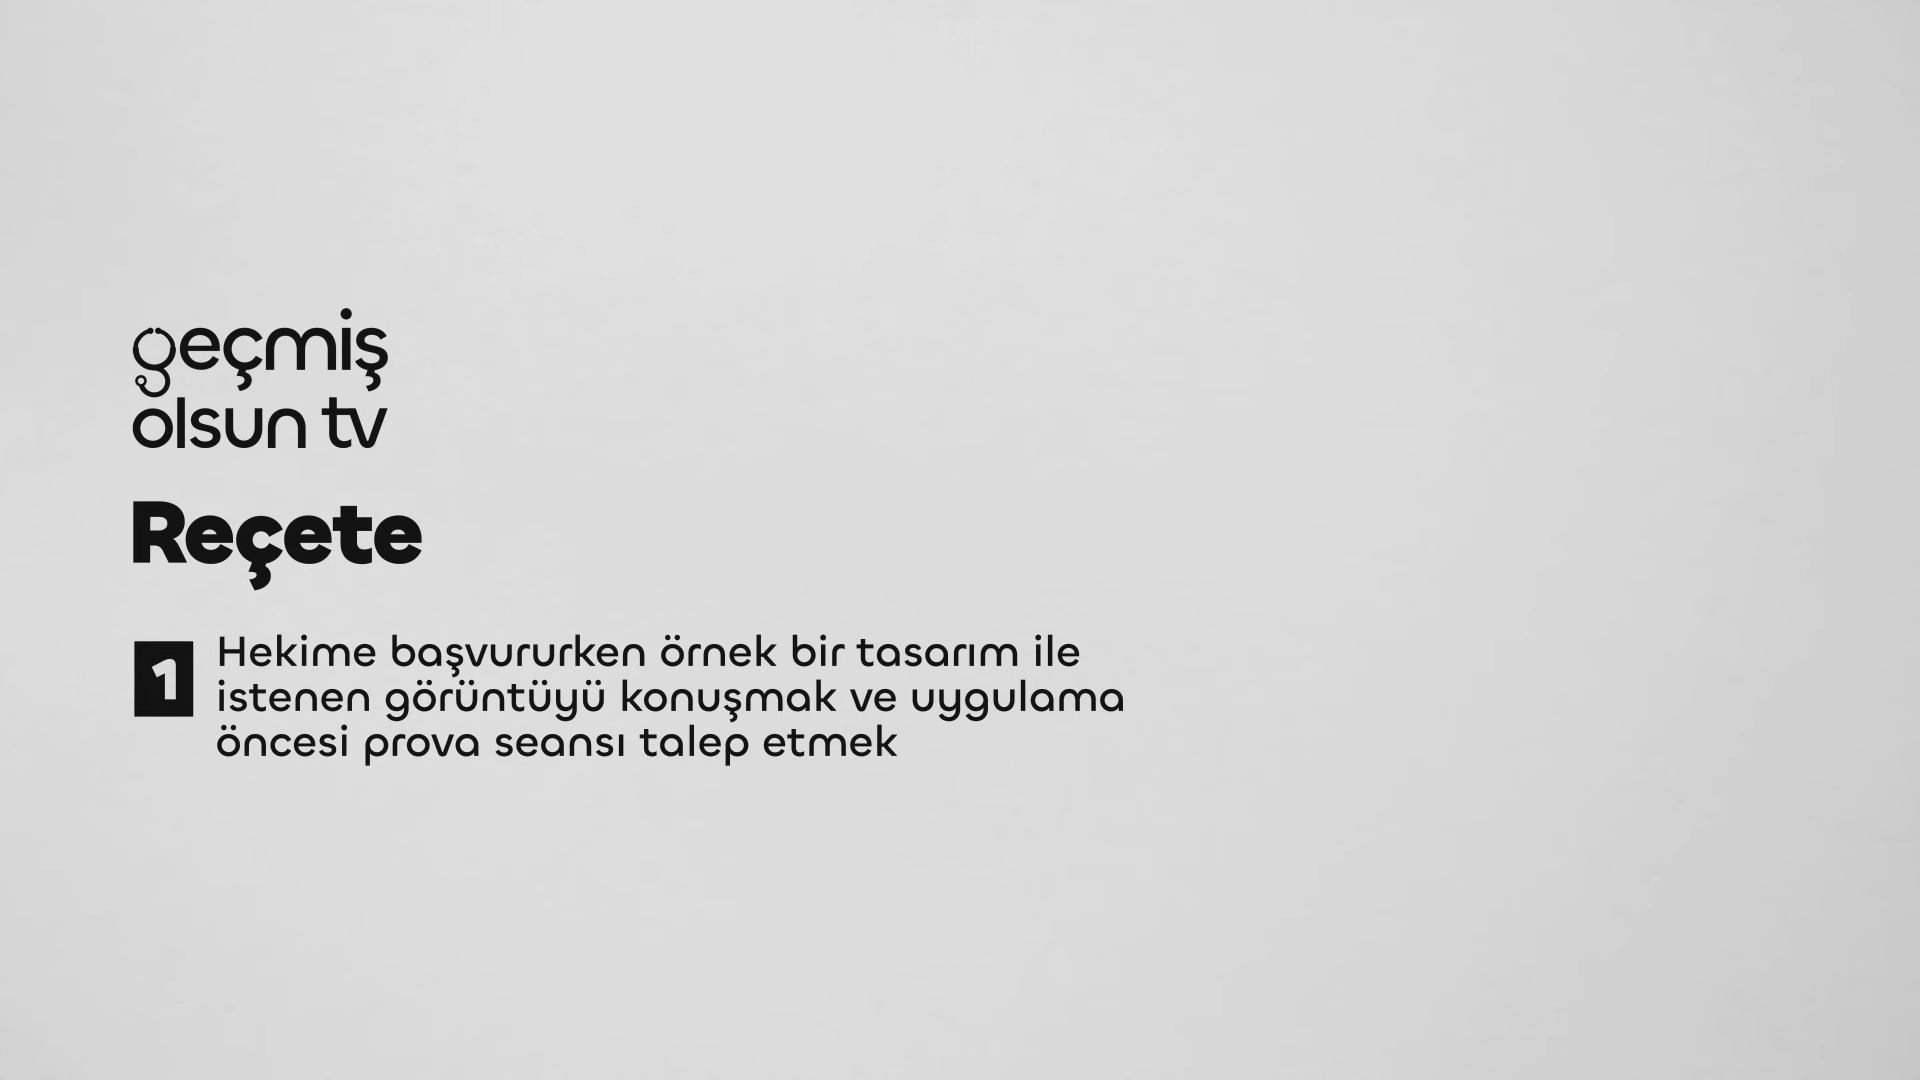 geçmiş
olsun tv
Reçete
1 Hekime başvururken örnek bir tasarım ile
istenen görüntüyü konuşmak ve uygulama
öncesi prova seansı talep etmek